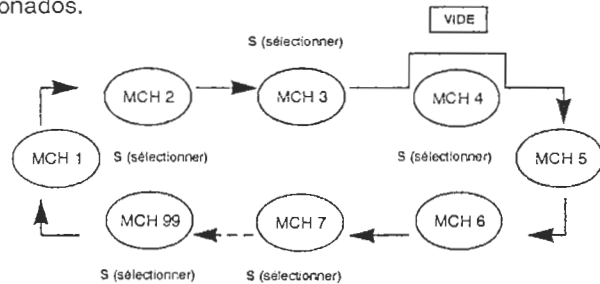 onados.
VIDE
S (sélectionner)
MCH 2
MCH 3
MCH 4
MCH 1
S (sélectionner)
S (sélectionner)
MCH 5
MCH 99
MCH 7
MCH 6
S (sélectionner)
S (sélectionner)